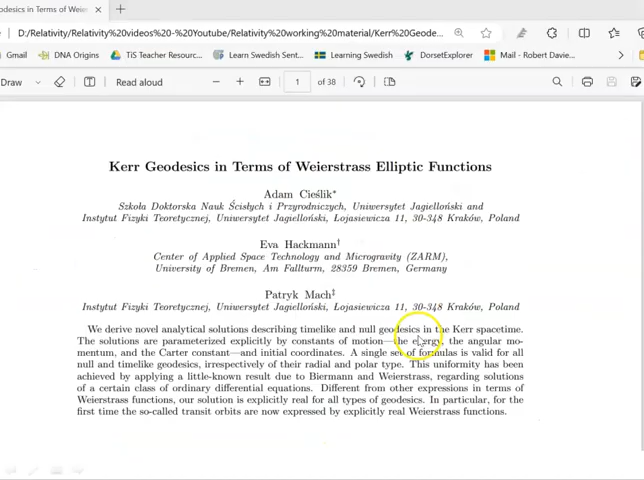 odesics in Terms of Weier
D:/Relativity/Relativity%20videos%20-%20Youtube/Relativity%20working%20material/Kerr%20Geode...
Gmail DNA Origins TiS Teacher Resource... Learn Swedish Sent... Learning Swedish DorsetExplorer Mail - Robert Davie...
Draw Read aloud 1 of 38
Kerr Geodesics in Terms of Weierstrass Elliptic Functions
Adam Cieślik*
Szkoła Doktorska Nauk Ścisłych i Przyrodniczych, Uniwersytet Jagielloński and
Instytut Fizyki Teoretycznej, Uniwersytet Jagielloński, Łojasiewicza 11, 30-348 Kraków, Poland
Eva Hackmann†
Center of Applied Space Technology and Microgravity (ZARM),
University of Bremen, Am Fallturm, 28359 Bremen, Germany
Patryk Mach‡
Instytut Fizyki Teoretycznej, Uniwersytet Jagielloński, Łojasiewicza 11, 30-348 Kraków, Poland
We derive novel analytical solutions describing timelike and null geodesics in the Kerr spacetime.
The solutions are parameterized explicitly by constants of motion—the energy, the angular mo-
mentum, and the Carter constant—and initial coordinates. A single set of formulas is valid for all
null and timelike geodesics, irrespectively of their radial and polar type. This uniformity has been
achieved by applying a little-known result due to Biermann and Weierstrass, regarding solutions
of a certain class of ordinary differential equations. Different from other expressions in terms of
Weierstrass functions, our solution is explicitly real for all types of geodesics. In particular, for the
first time the so-called transit orbits are now expressed by explicitly real Weierstrass functions.